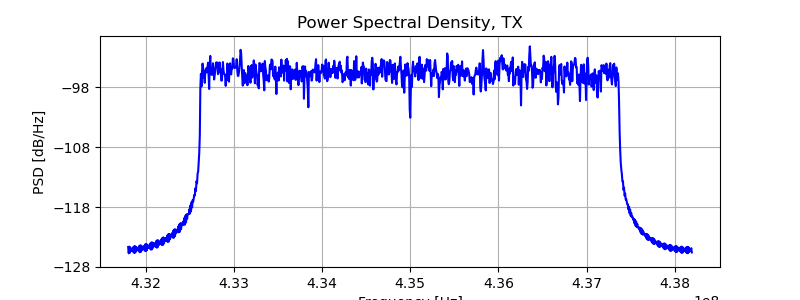 Power Spectral Density, TX
PSD [dB/Hz]
−98
−108
−118
−128
4.32 4.33 4.34 4.35 4.36 4.37 4.38
Frequency [Hz]
1e8